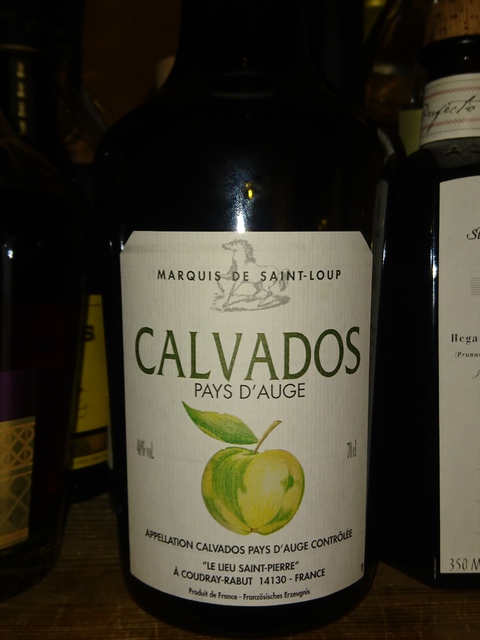 MARQUIS DE SAINT-LOUP
CALVADOS
PAYS D'AUGE
40% vol.
70 cl
APPELLATION CALVADOS PAYS D'AUGE CONTRÔLÉE
"LE LIEU SAINT-PIERRE"
À COUDRAY-RABUT 14130 - FRANCE
Produit de France - Französisches Erzeugnis
350 M